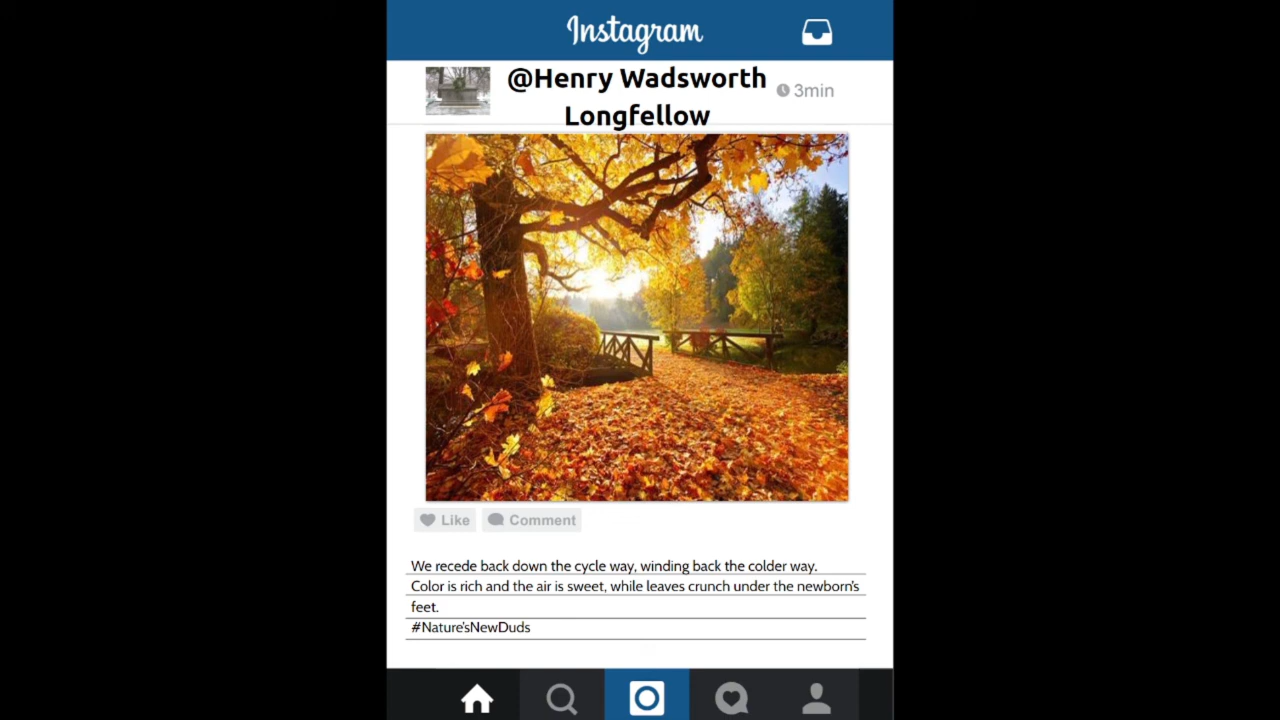 Instagram
@Henry Wadsworth
Longfellow
3min
Like
Comment
We recede back down the cycle way, winding back the colder way.
Color is rich and the air is sweet, while leaves crunch under the newborn's
feet.
#Nature'sNewDuds